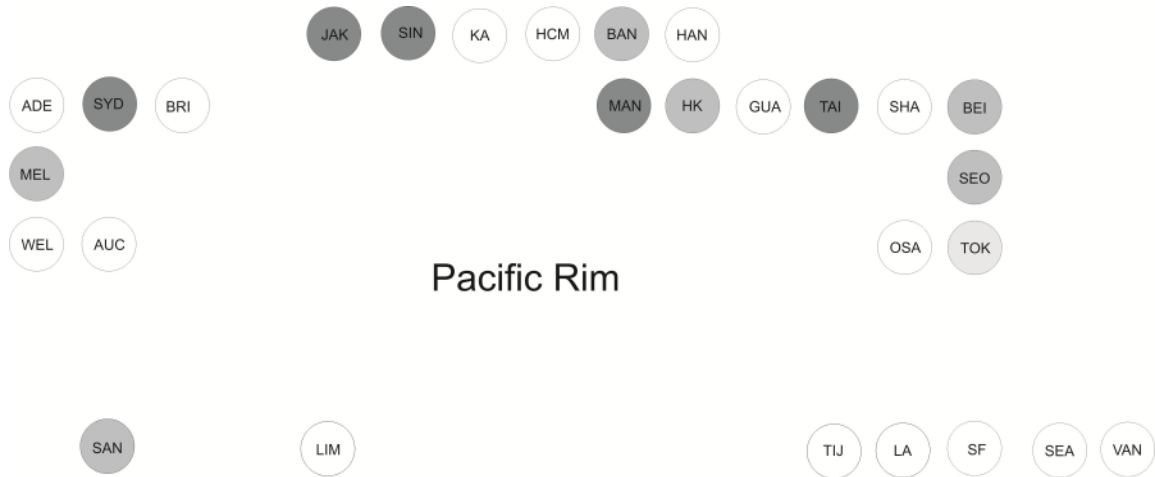 JAK SIN KA HCM BAN HAN
ADE SYD BRI MAN HK GUA TAI SHA BEI
MEL SEO
WEL AUC OSA TOK
Pacific Rim
SAN LIM TIJ LA SF SEA VAN